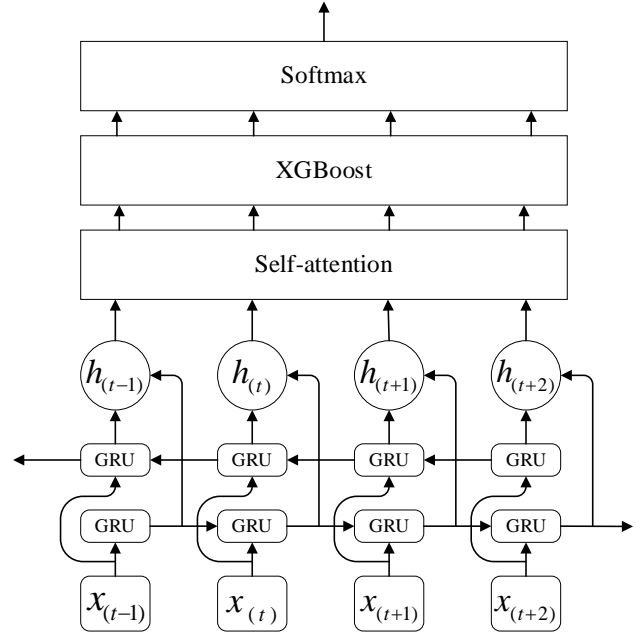 Softmax
XGBoost
Self-attention
h(t−1) h(t) h(t+1) h(t+2)
GRU GRU GRU GRU
GRU GRU GRU GRU
x(t−1) x(t) x(t+1) x(t+2)